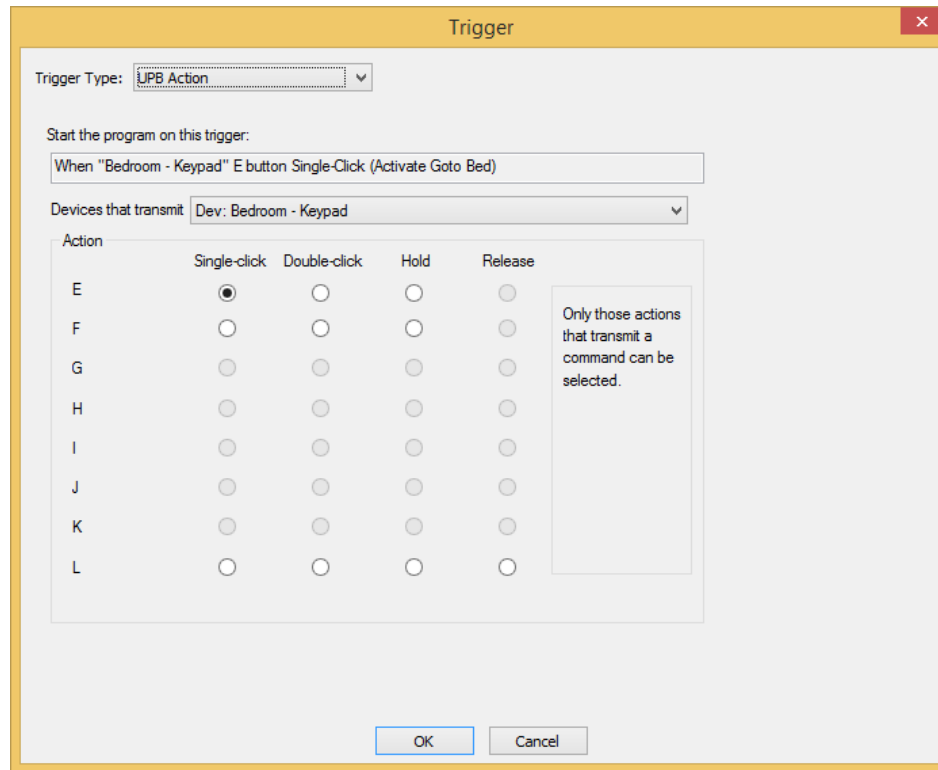 Trigger
Trigger Type: UPB Action
Start the program on this trigger:
When "Bedroom - Keypad" E button Single-Click (Activate Goto Bed)
Devices that transmit Dev: Bedroom - Keypad
Action
Single-click Double-click Hold Release
E
F
G
H
I
J
K
L
Only those actions
that transmit a
command can be
selected.
OK Cancel